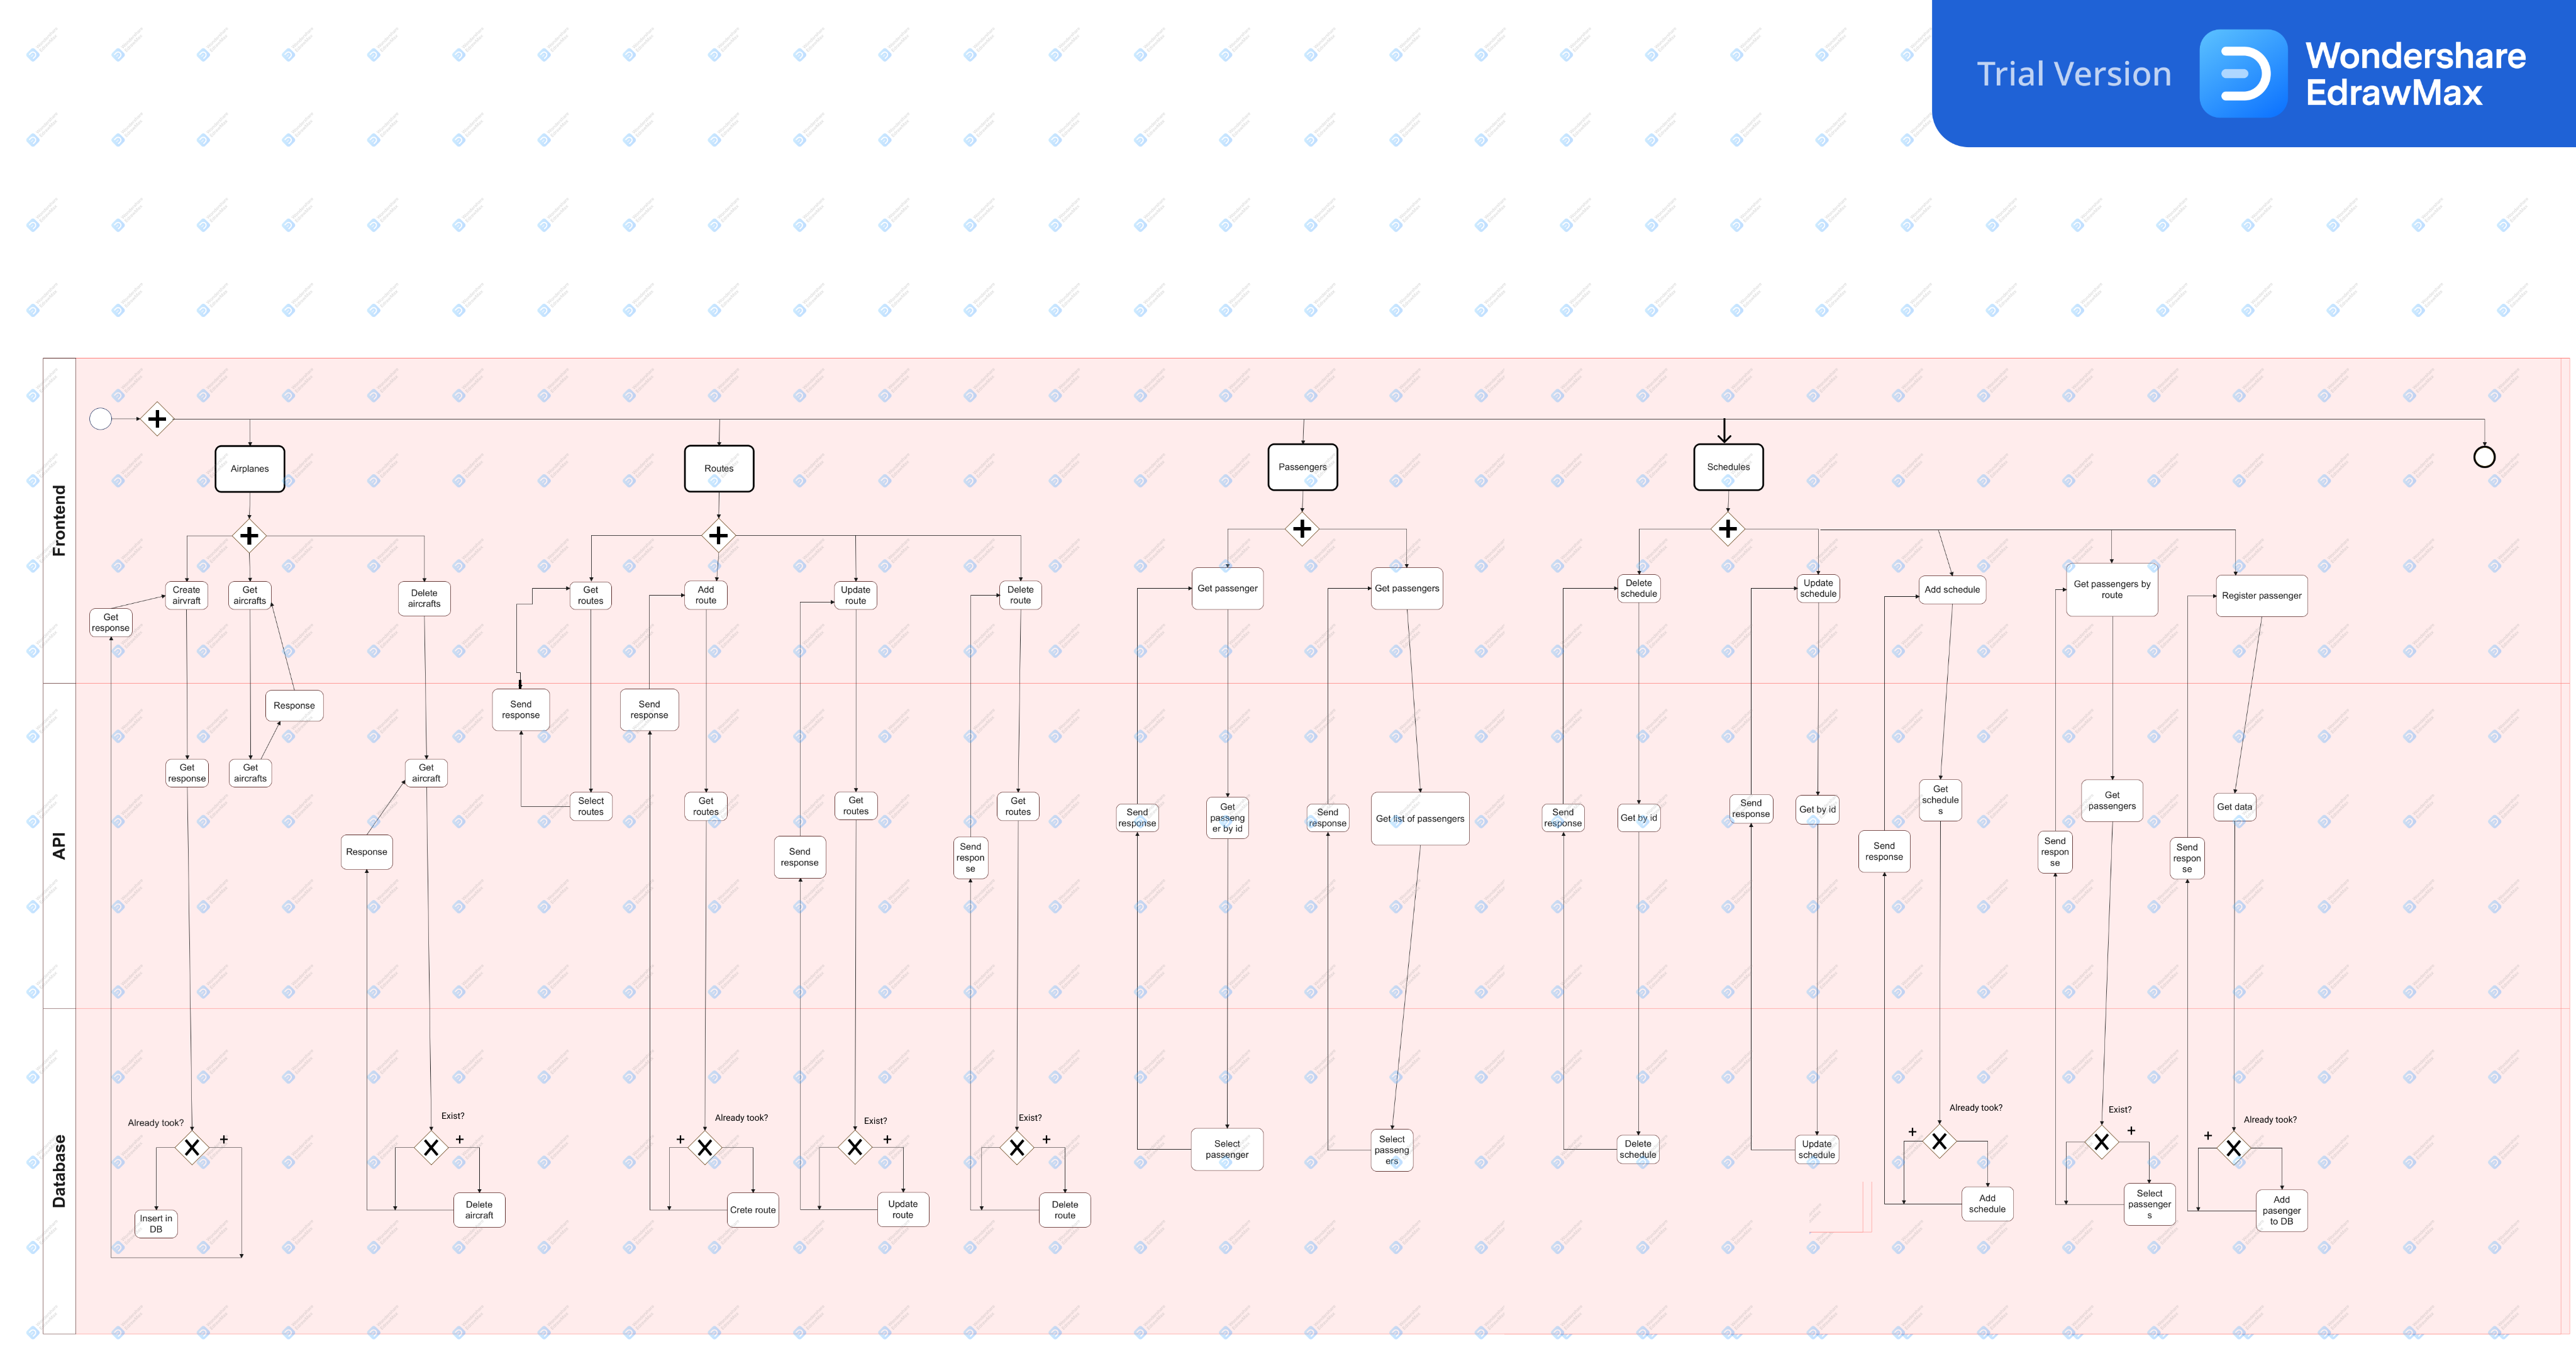 Trial Version
Wondershare
EdrawMax
Frontend
API
Database
Airplanes
Routes
Passengers
Schedules
Create
airvraft
Get
aircrafts
Delete
aircrafts
Get
response
Get
routes
Add
route
Update
route
Delete
route
Get passenger
Get passengers
Delete
schedule
Update
schedule
Add schedule
Get passengers by
route
Register passenger
Response
Get
response
Get
aircrafts
Get
aircraft
Response
Send
response
Select
routes
Send
response
Get
routes
Send
response
Get
routes
Send
respon
se
Get
routes
Send
response
Get
passeng
er by id
Send
response
Get list of passengers
Send
response
Get by id
Send
response
Get by id
Send
response
Get
schedule
s
Send
respon
se
Get
passengers
Send
respon
se
Get data
Already took?
+
Insert in
DB
Exist?
+
Delete
aircraft
Already took?
+
Crete route
Exist?
+
Update
route
Exist?
+
Delete
route
Select
passenger
Select
passeng
ers
Delete
schedule
Update
schedule
Already took?
+
Add
schedule
Exist?
+
Select
passenger
s
Already took?
+
Add
pasenger
to DB